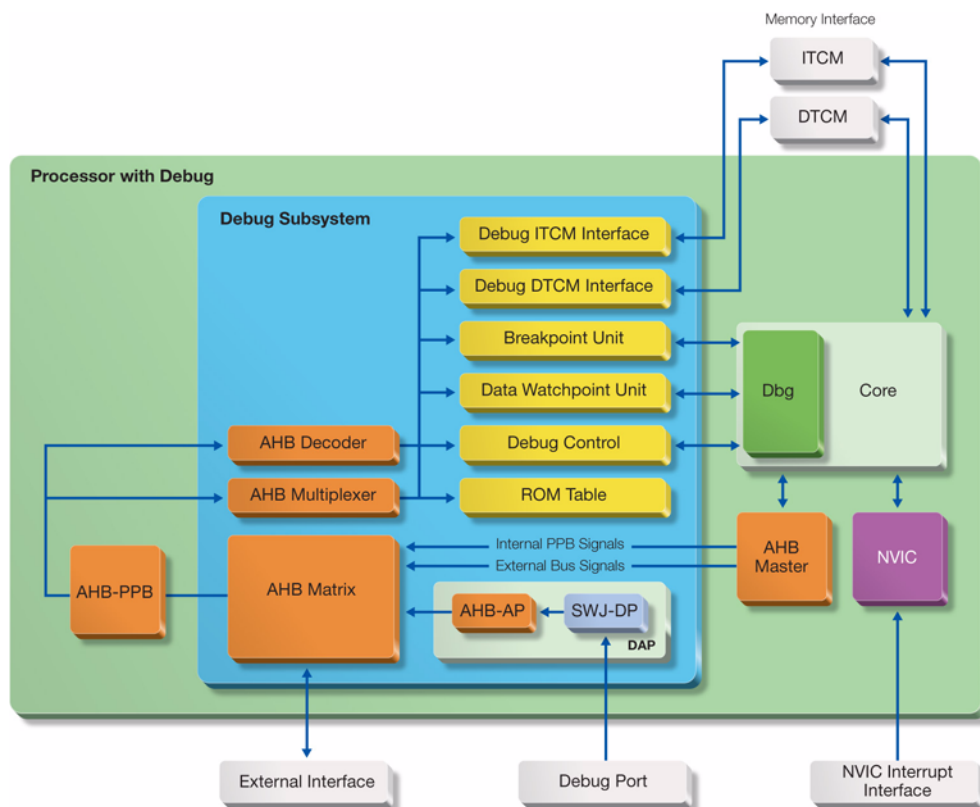 Memory Interface
ITCM
DTCM
Processor with Debug
Debug Subsystem
Debug ITCM Interface
Debug DTCM Interface
Breakpoint Unit
Data Watchpoint Unit
Dbg
Core
AHB Decoder
Debug Control
AHB Multiplexer
ROM Table
AHB-PPB
AHB Matrix
Internal PPB Signals
External Bus Signals
AHB
Master
NVIC
AHB-AP
SWJ-DP
DAP
External Interface
Debug Port
NVIC Interrupt
Interface